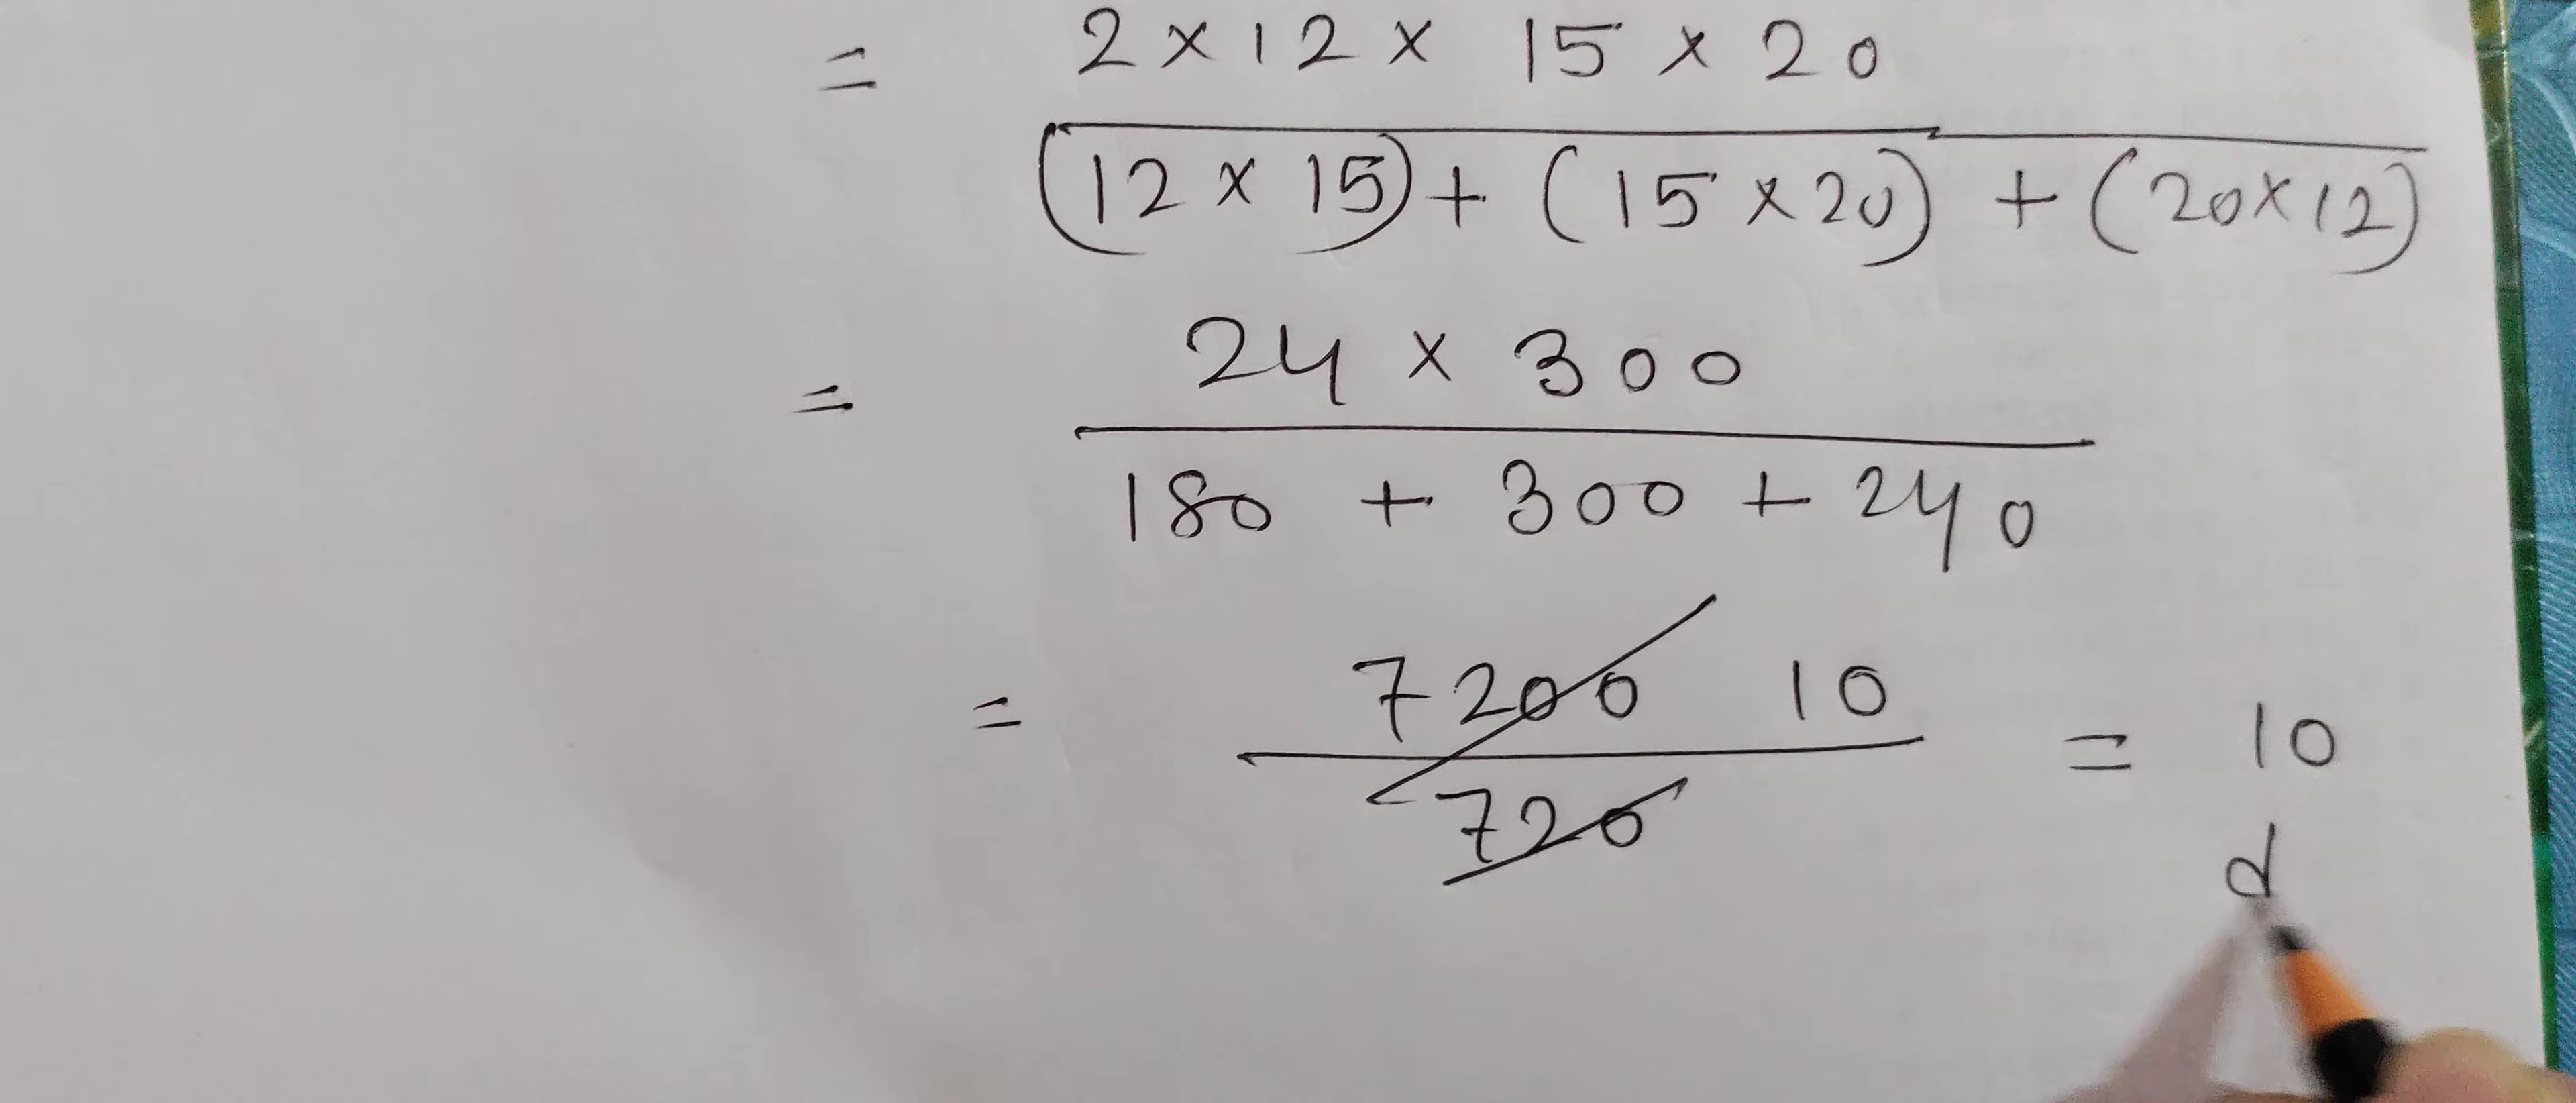 = 2 × 12 × 15 × 20
(12 × 15) + (15 × 20) + (20 × 12)
= 24 × 300
180 + 300 + 240
= 7200 10 = 10
720
d